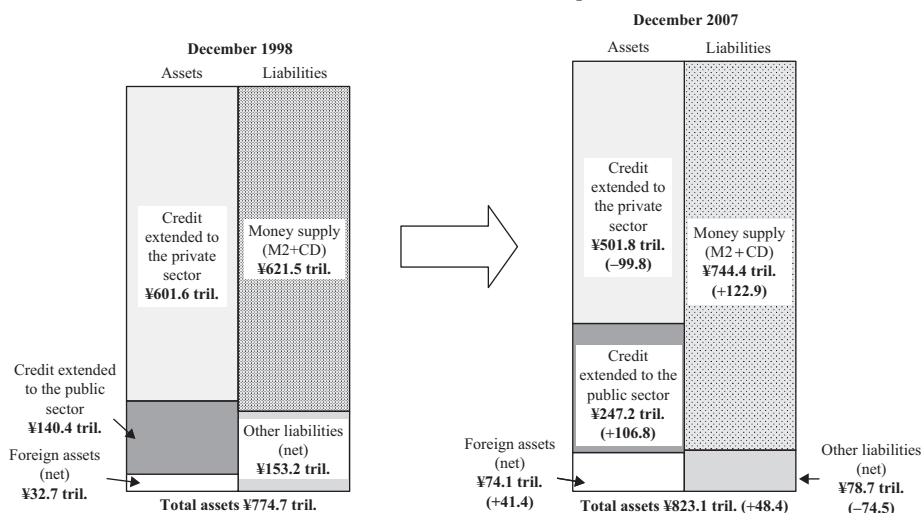 December 1998
Assets
Liabilities
Credit
extended to
the private
sector
¥601.6 tril.
Money supply
(M2+CD)
¥621.5 tril.
Credit extended
to the public
sector
¥140.4 tril.
Foreign assets
(net)
¥32.7 tril.
Other liabilities
(net)
¥153.2 tril.
Total assets ¥774.7 tril.
December 2007
Assets
Liabilities
Credit
extended to
the private
sector
¥501.8 tril.
(–99.8)
Money supply
(M2+CD)
¥744.4 tril.
(+122.9)
Credit
extended to the
public sector
¥247.2 tril.
(+106.8)
Foreign assets
(net)
¥74.1 tril.
(+41.4)
Other liabilities
(net)
¥78.7 tril.
(–74.5)
Total assets ¥823.1 tril. (+48.4)